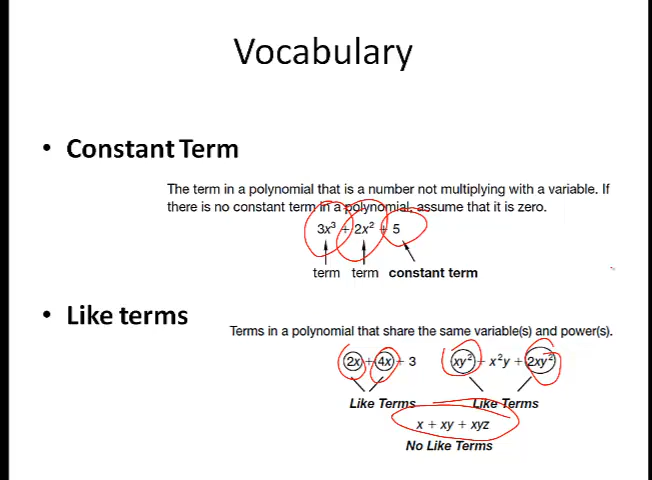 Vocabulary
• Constant Term
The term in a polynomial that is a number not multiplying with a variable. If
there is no constant term in a polynomial, assume that it is zero.
3x³ + 2x² + 5
term term constant term
• Like terms
Terms in a polynomial that share the same variable(s) and power(s).
2x + 4x + 3 xy² + x²y + 2xy²
Like Terms Like Terms
x + xy + xyz
No Like Terms